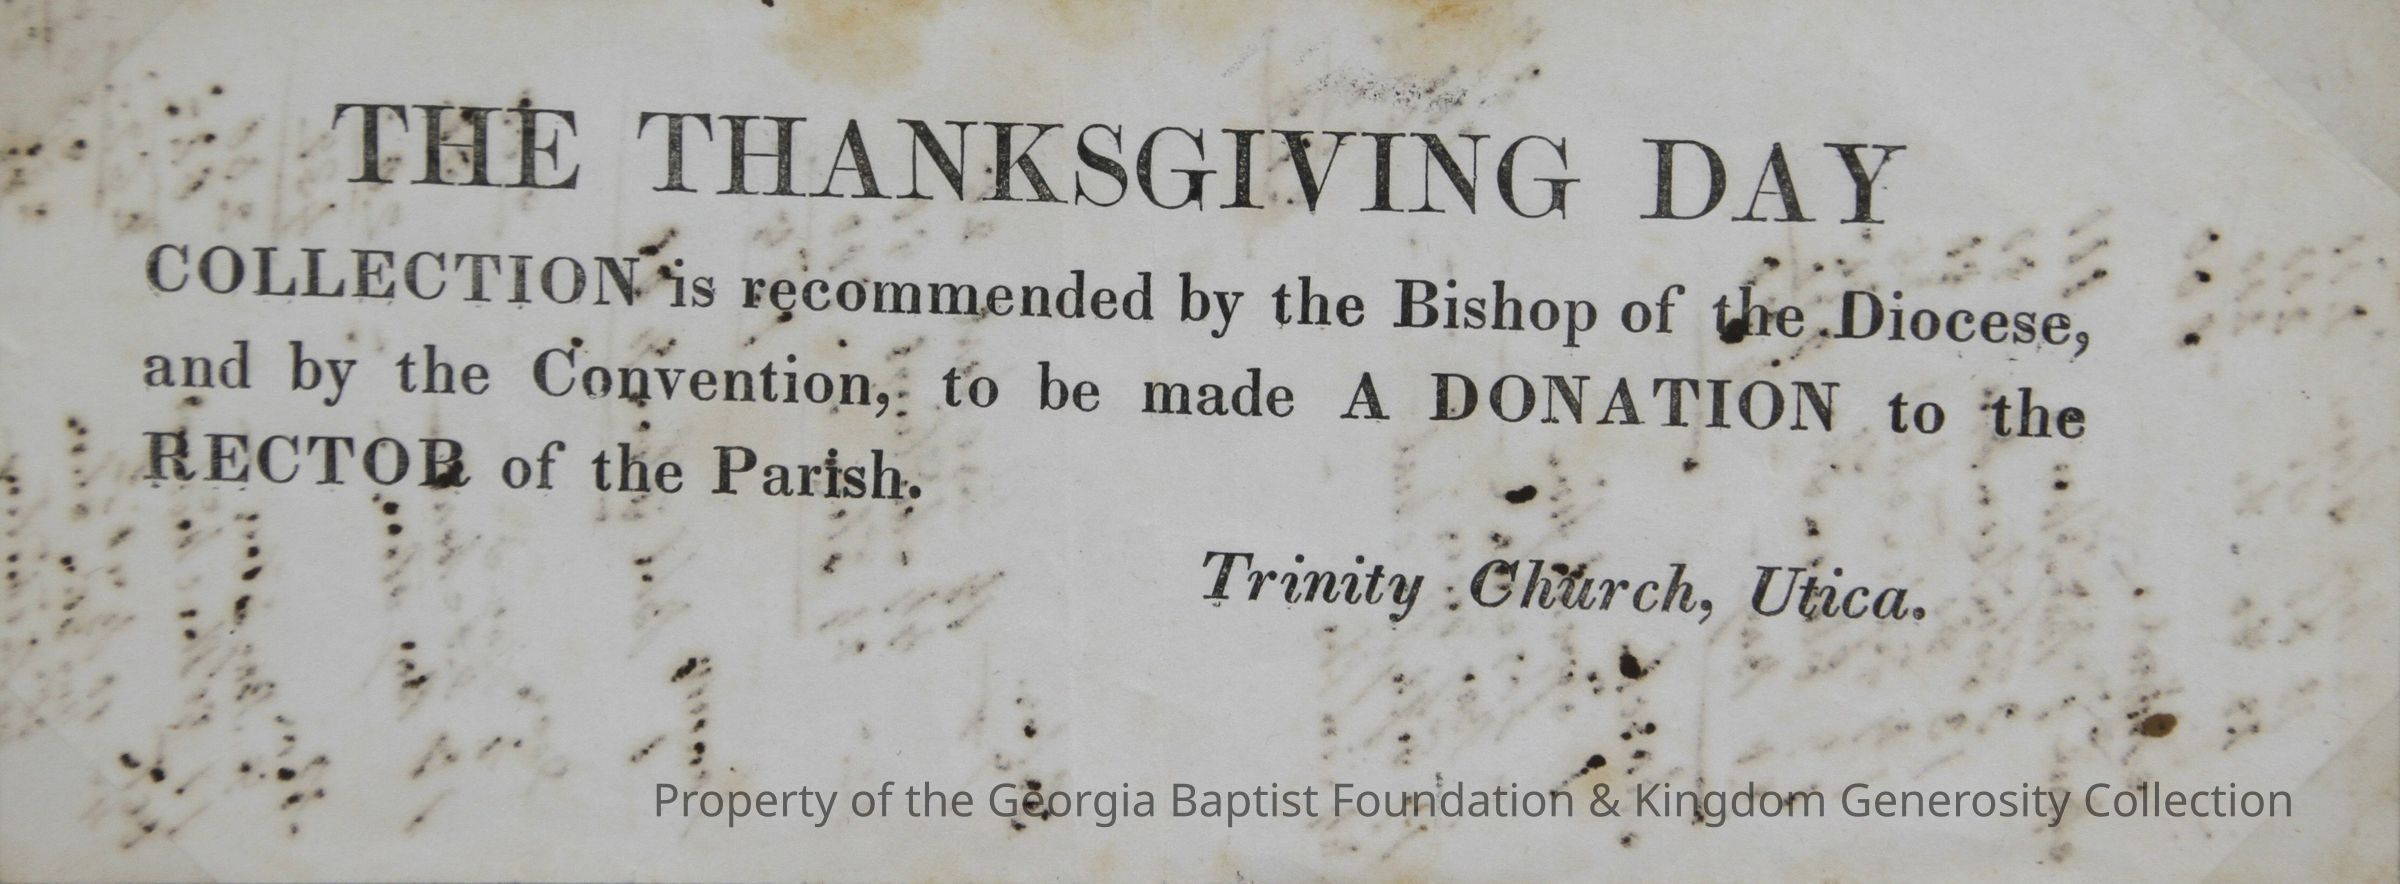 THE THANKSGIVING DAY
COLLECTION is recommended by the Bishop of the Diocese,
and by the Convention, to be made A DONATION to the
RECTOR of the Parish.
Trinity Church, Utica.
Property of the Georgia Baptist Foundation & Kingdom Generosity Collection